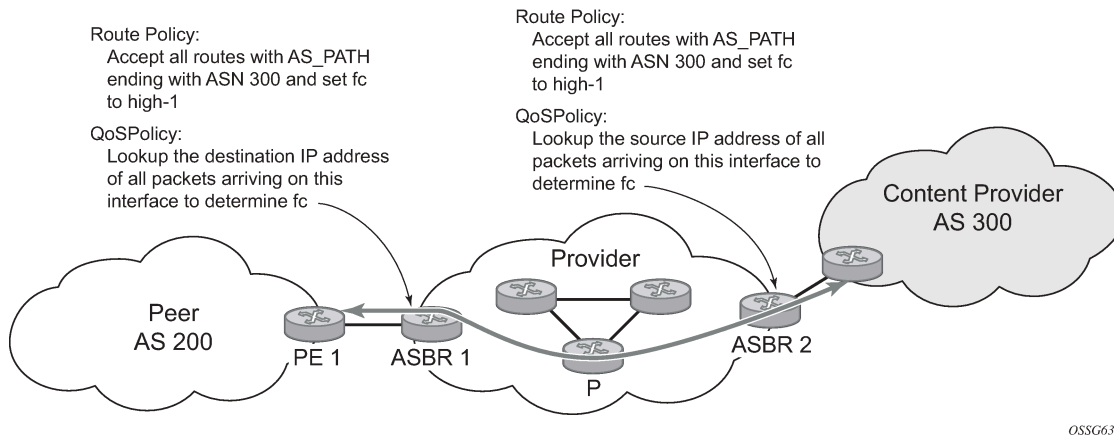 Route Policy:
Accept all routes with AS_PATH
ending with ASN 300 and set fc
to high-1
QoSPolicy:
Lookup the destination IP address
of all packets arriving on this
interface to determine fc
Route Policy:
Accept all routes with AS_PATH
ending with ASN 300 and set fc
to high-1
QoSPolicy:
Lookup the source IP address of all
packets arriving on this interface to
determine fc
Content Provider
AS 300
Provider
Peer
AS 200
PE 1
ASBR 1
P
ASBR 2
OSSG63